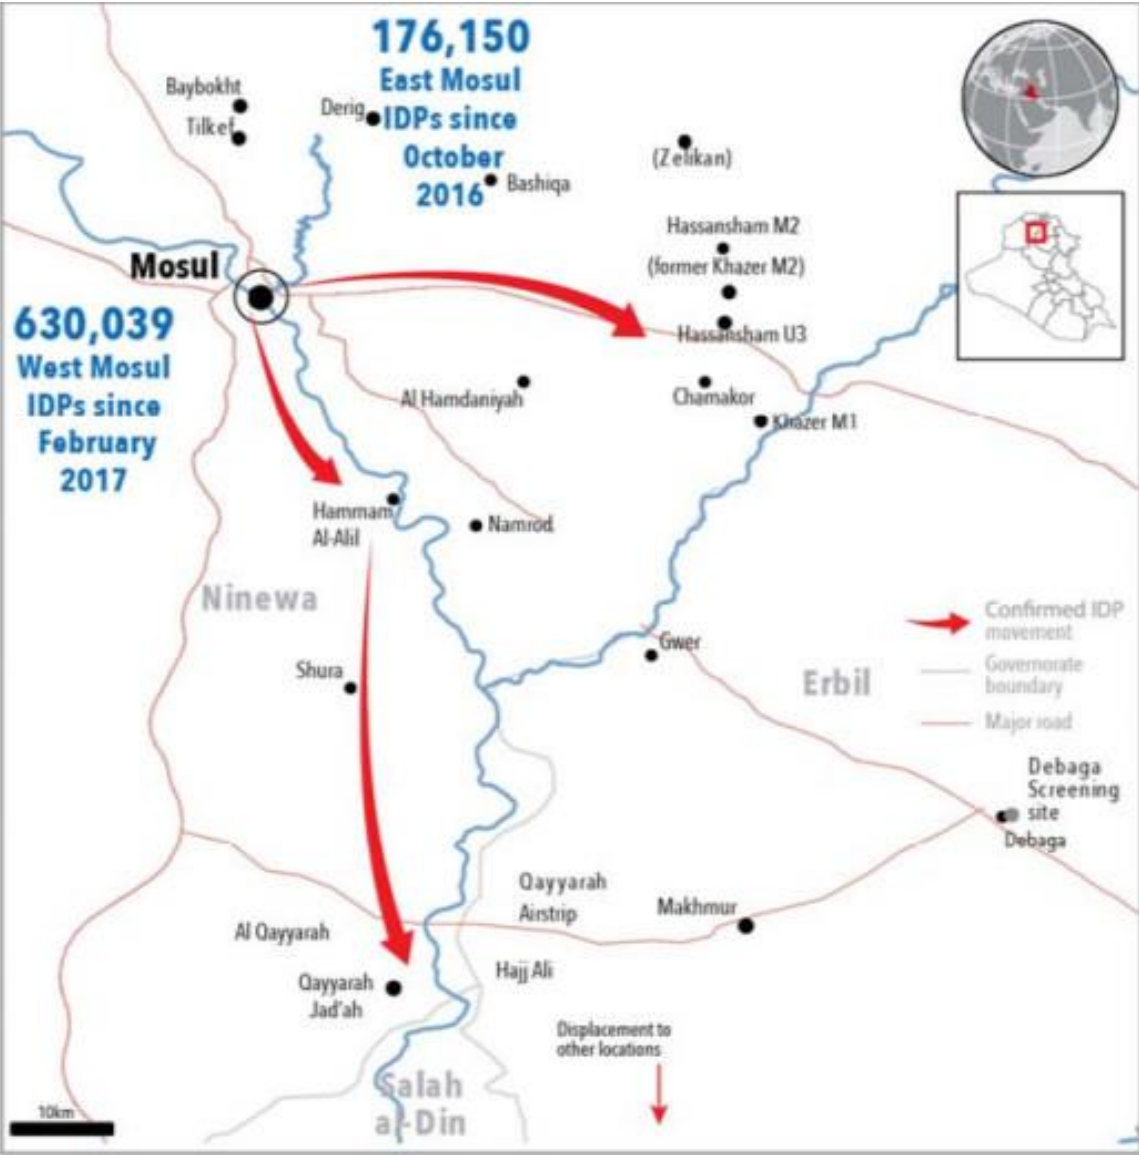 176,150
East Mosul
IDPs since
October
2016
Baybokht
Tilkef
Derig
Bashiqa
(Zelikan)
Hassansham M2
(former Khazer M2)
Hassansham U3
Mosul
630,039
West Mosul
IDPs since
February
2017
Al Hamdaniyah
Chamakor
Khazer M1
Hammam
Al-Alil
Namrod
Ninewa
Confirmed IDP
movement
Governorate
boundary
Major road
Gwer
Shura
Erbil
Debaga
Screening
site
Debaga
Qayyarah
Airstrip
Makhmur
Al Qayyarah
Hajj Ali
Qayyarah
Jad'ah
Displacement to
other locations
Salah
al-Din
10km